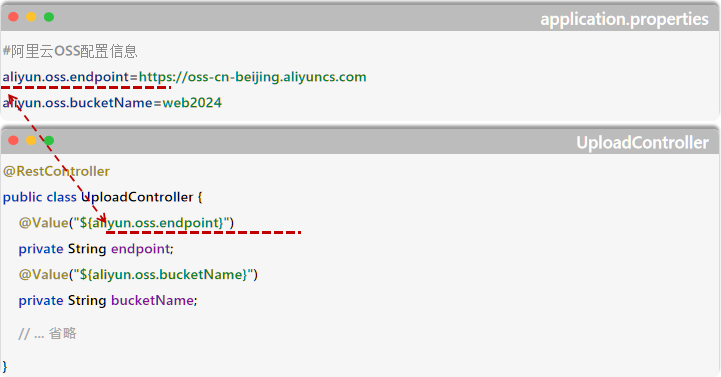 application.properties
#阿里云OSS配置信息
aliyun.oss.endpoint=https://oss-cn-beijing.aliyuncs.com
aliyun.oss.bucketName=web2024
UploadController
@RestController
public class UploadController {
@Value("${aliyun.oss.endpoint}")
private String endpoint;
@Value("${aliyun.oss.bucketName}")
private String bucketName;
// ... 省略
}